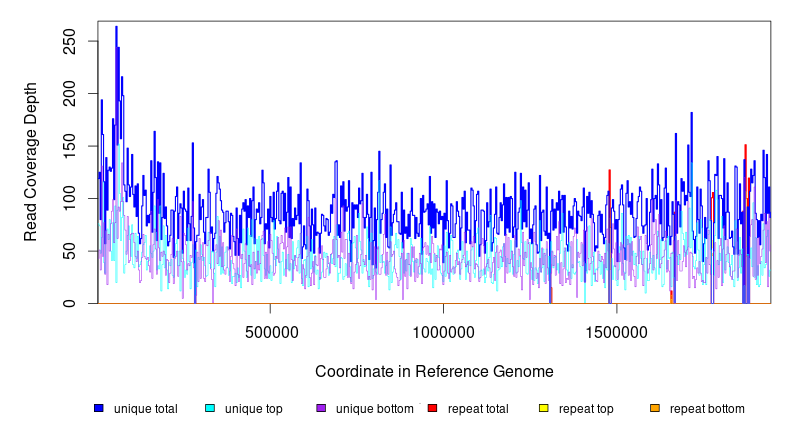 250
200
150
100
50
0
Read Coverage Depth
500000 1000000 1500000
Coordinate in Reference Genome
unique total unique top unique bottom repeat total repeat top repeat bottom